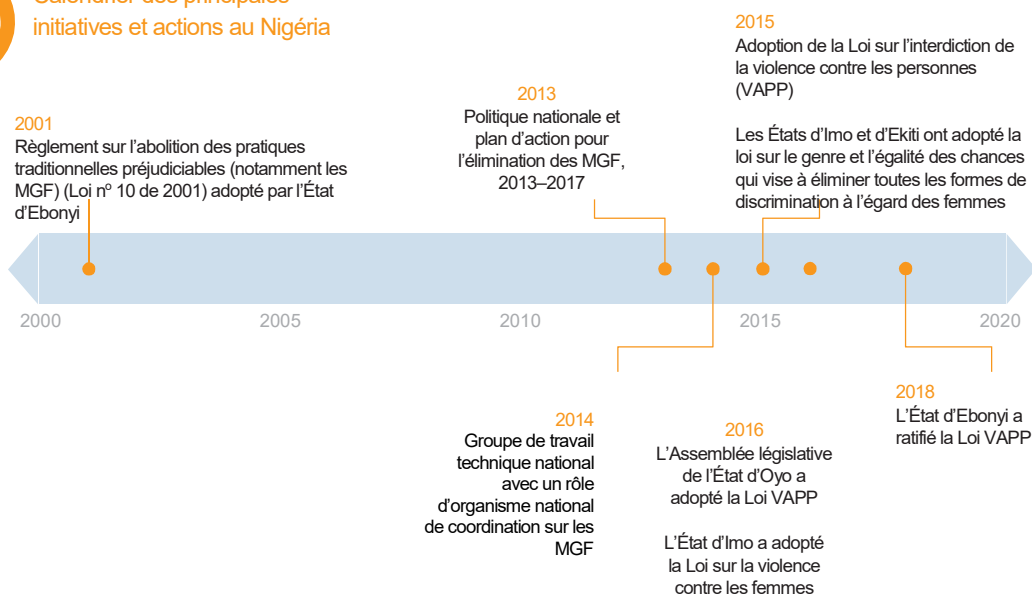 Calendrier des principales
initiatives et actions au Nigéria
2001
Règlement sur l’abolition des pratiques
traditionnelles préjudiciables (notamment les
MGF) (Loi nº 10 de 2001) adopté par l’État
d’Ebonyi
2013
Politique nationale et
plan d’action pour
l’élimination des MGF,
2013–2017
2015
Adoption de la Loi sur l’interdiction de
la violence contre les personnes
(VAPP)
Les États d’Imo et d’Ekiti ont adopté la
loi sur le genre et l’égalité des chances
qui vise à éliminer toutes les formes de
discrimination à l’égard des femmes
2000
2005
2010
2015
2020
2014
Groupe de travail
technique national
avec un rôle
d’organisme national
de coordination sur les
MGF
2016
L’Assemblée législative
de l’État d’Oyo a
adopté la Loi VAPP
L’État d’Imo a adopté
la Loi sur la violence
contre les femmes
2018
L’État d’Ebonyi a
ratifié la Loi VAPP